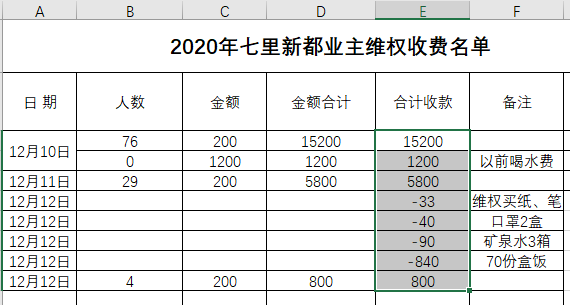 A B C D E F
2020年七里新都业主维权收费名单
日 期 人数 金额 金额合计 合计收款 备注
12月10日 76 200 15200 15200
0 1200 1200 1200 以前喝水费
12月11日 29 200 5800 5800
12月12日 -33 维权买纸、笔
12月12日 -40 口罩2盒
12月12日 -90 矿泉水3箱
12月12日 -840 70份盒饭
12月12日 4 200 800 800